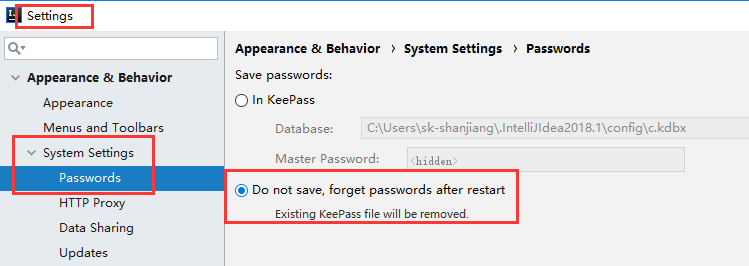 Settings
Appearance & Behavior
Appearance
Menus and Toolbars
System Settings
Passwords
HTTP Proxy
Data Sharing
Updates
Appearance & Behavior > System Settings > Passwords
Save passwords:
In KeePass
Database: C:\Users\sk-shanjiang\.IntelliJIdea2018.1\config\c.kdbx
Master Password: <hidden>
Do not save, forget passwords after restart
Existing KeePass file will be removed.